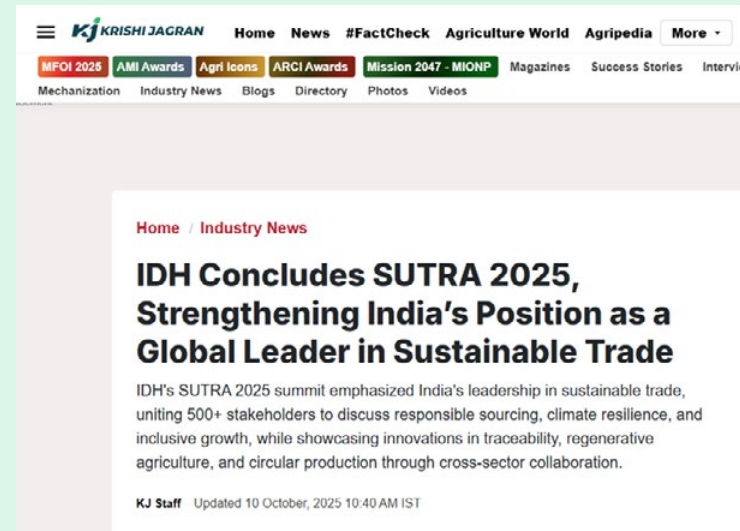 Kj KRISHI JAGRAN Home News #FactCheck Agriculture World Agripedia More
MFOI 2025 AMI Awards Agri Icons ARCI Awards Mission 2047 - MIONP Magazines Success Stories
Mechanization Industry News Blogs Directory Photos Videos
Home / Industry News
IDH Concludes SUTRA 2025,
Strengthening India’s Position as a
Global Leader in Sustainable Trade
IDH's SUTRA 2025 summit emphasized India's leadership in sustainable trade,
uniting 500+ stakeholders to discuss responsible sourcing, climate resilience, and
inclusive growth, while showcasing innovations in traceability, regenerative
agriculture, and circular production through cross-sector collaboration.
KJ Staff Updated 10 October, 2025 10:40 AM IST